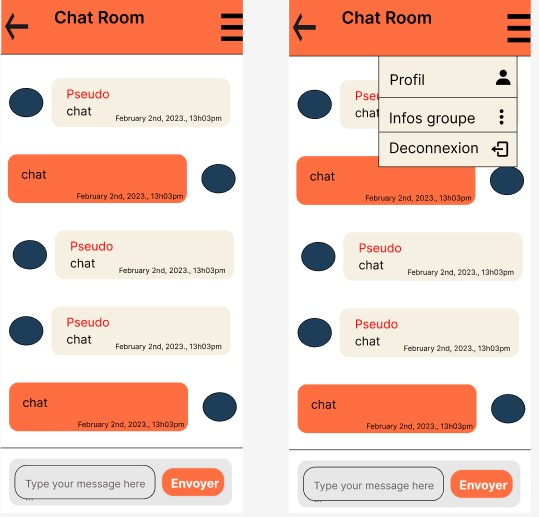 Chat Room
Pseudo
chat
February 2nd, 2023., 13h03pm
chat
February 2nd, 2023., 13h03pm
Pseudo
chat
February 2nd, 2023., 13h03pm
Pseudo
chat
February 2nd, 2023., 13h03pm
chat
February 2nd, 2023., 13h03pm
Type your message here
...
Envoyer
Chat Room
Profil
Infos groupe
Deconnexion
Pseu
chat
chat
February 2nd, 2023., 13h03pm
Pseudo
chat
February 2nd, 2023., 13h03pm
Pseudo
chat
February 2nd, 2023., 13h03pm
chat
February 2nd, 2023., 13h03pm
Type your message here
...
Envoyer